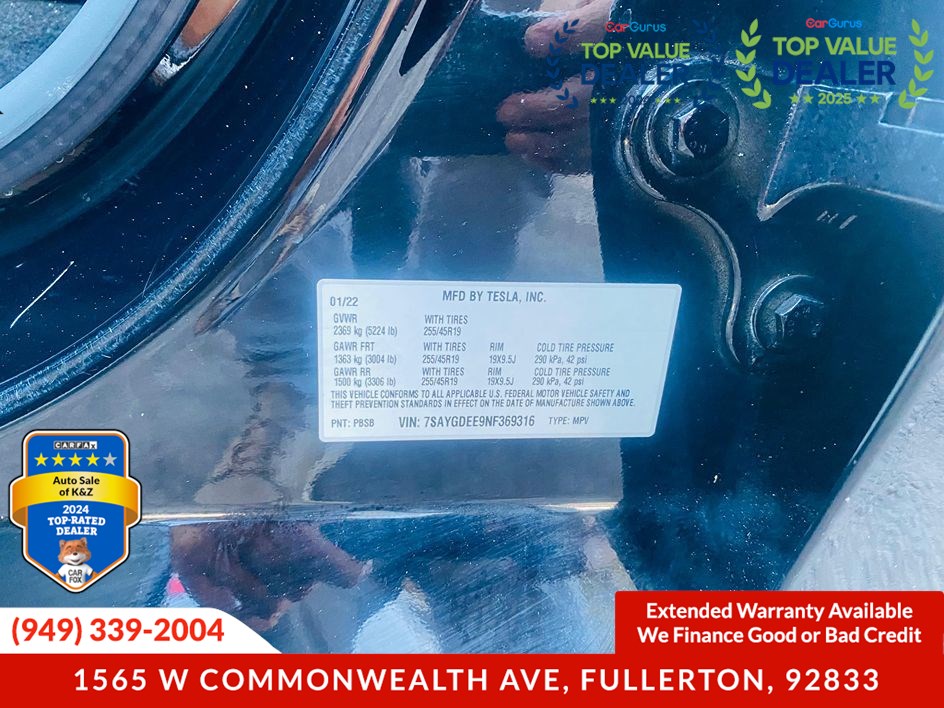 CarGurus
TOP VALUE
DEALER
CarGurus
TOP VALUE
DEALER
2025
01/22 MFD BY TESLA, INC.
GVWR WITH TIRES
2369 kg (5224 lb) 255/45R19
GAWR FRT WITH TIRES RIM COLD TIRE PRESSURE
1363 kg (3004 lb) 255/45R19 19X9.5J 290 kPa, 42 psi
GAWR RR WITH TIRES RIM COLD TIRE PRESSURE
1500 kg (3306 lb) 255/45R19 19X9.5J 290 kPa, 42 psi
THIS VEHICLE CONFORMS TO ALL APPLICABLE U.S. FEDERAL MOTOR VEHICLE SAFETY AND
THEFT PREVENTION STANDARDS IN EFFECT ON THE DATE OF MANUFACTURE SHOWN ABOVE.
PNT: PBSB VIN: 7SAYGDEE9NF369316 TYPE: MPV
CARFAX
Auto Sale
of K&Z
2024
TOP-RATED
DEALER
CAR
FOX
(949) 339-2004
Extended Warranty Available
We Finance Good or Bad Credit
1565 W COMMONWEALTH AVE, FULLERTON, 92833